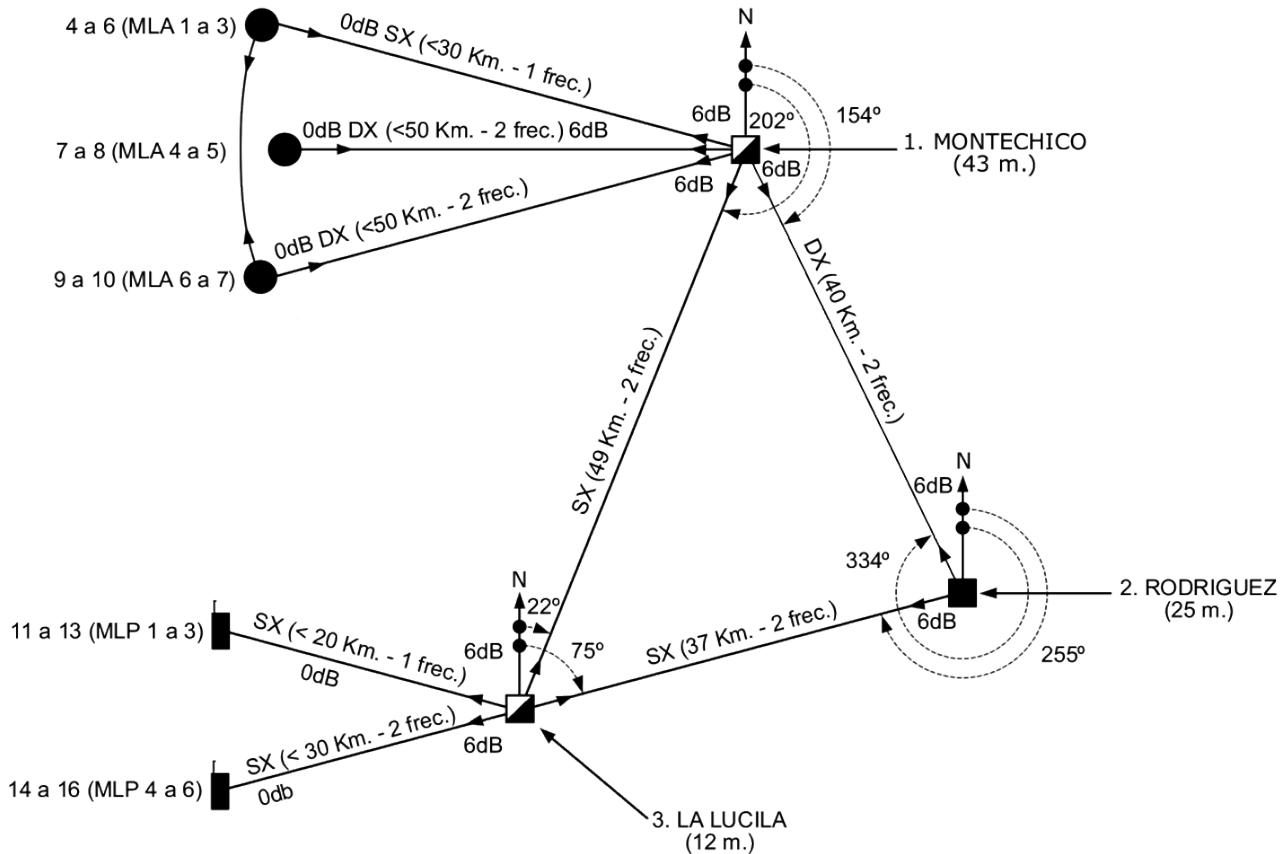 4 a 6 (MLA 1 a 3)
0dB SX (<30 Km. - 1 frec.)
N
6dB
202º
154º
7 a 8 (MLA 4 a 5)
0dB DX (<50 Km. - 2 frec.) 6dB
1. MONTECHICO
(43 m.)
6dB
6dB
9 a 10 (MLA 6 a 7)
0dB DX (<50 Km. - 2 frec.)
DX (40 Km. - 2 frec.)
SX (49 Km. - 2 frec.)
N
6dB
334º
2. RODRIGUEZ
(25 m.)
6dB
255º
N
22º
11 a 13 (MLP 1 a 3)
SX (< 20 Km. - 1 frec.)
0dB
6dB
75º
SX (37 Km. - 2 frec.)
14 a 16 (MLP 4 a 6)
SX (< 30 Km. - 2 frec.)
0db
6dB
3. LA LUCILA
(12 m.)